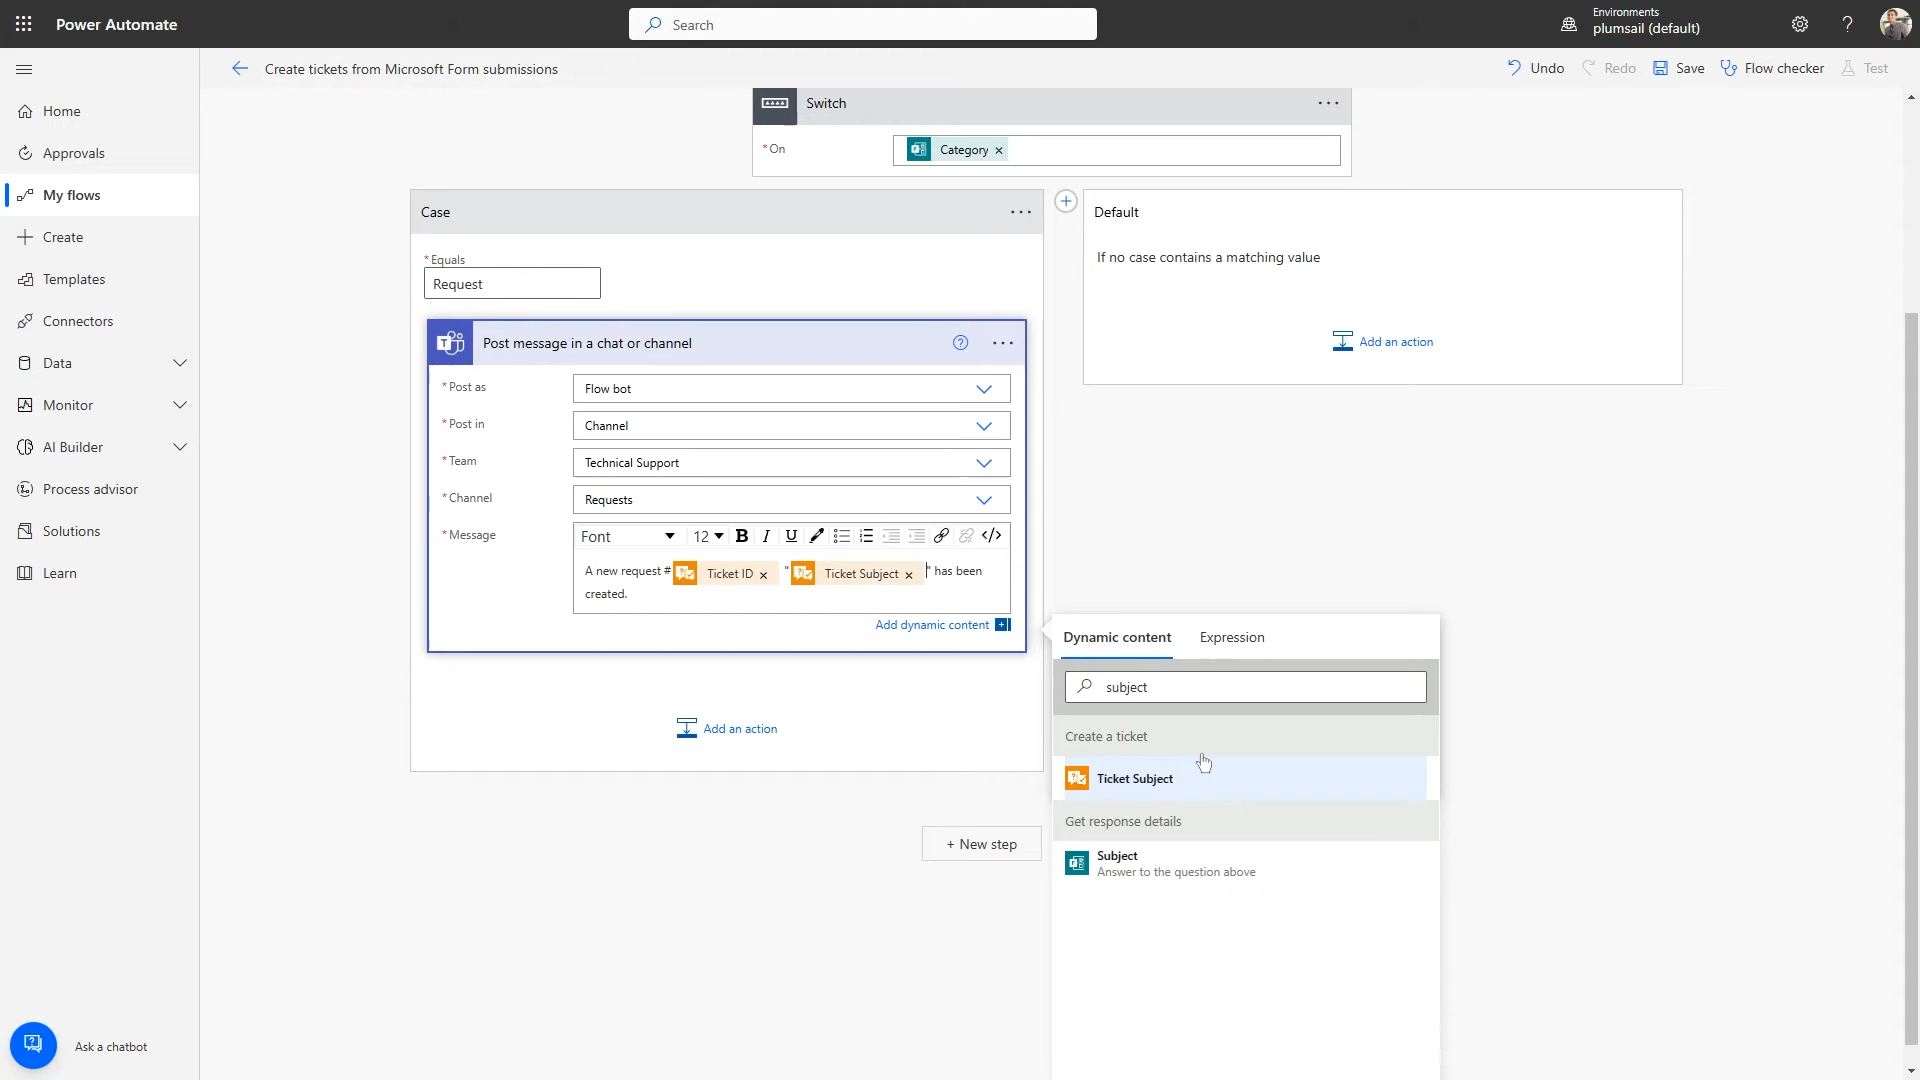 Power Automate
Search
Environments
plumsail (default)
?
Create tickets from Microsoft Form submissions
Undo
Redo
Save
Flow checker
Test
Home
Approvals
My flows
Create
Templates
Connectors
Data
Monitor
AI Builder
Process advisor
Solutions
Learn
Ask a chatbot
Switch
* On
Category ×
Case
* Equals
Request
Post message in a chat or channel
?
* Post as
Flow bot
* Post in
Channel
* Team
Technical Support
* Channel
Requests
* Message
Font 12 B I U </>
A new request # Ticket ID × " Ticket Subject × " has been
created.
Add dynamic content +
Add an action
+ New step
Default
If no case contains a matching value
Add an action
Dynamic content Expression
subject
Create a ticket
Ticket Subject
Get response details
Subject
Answer to the question above